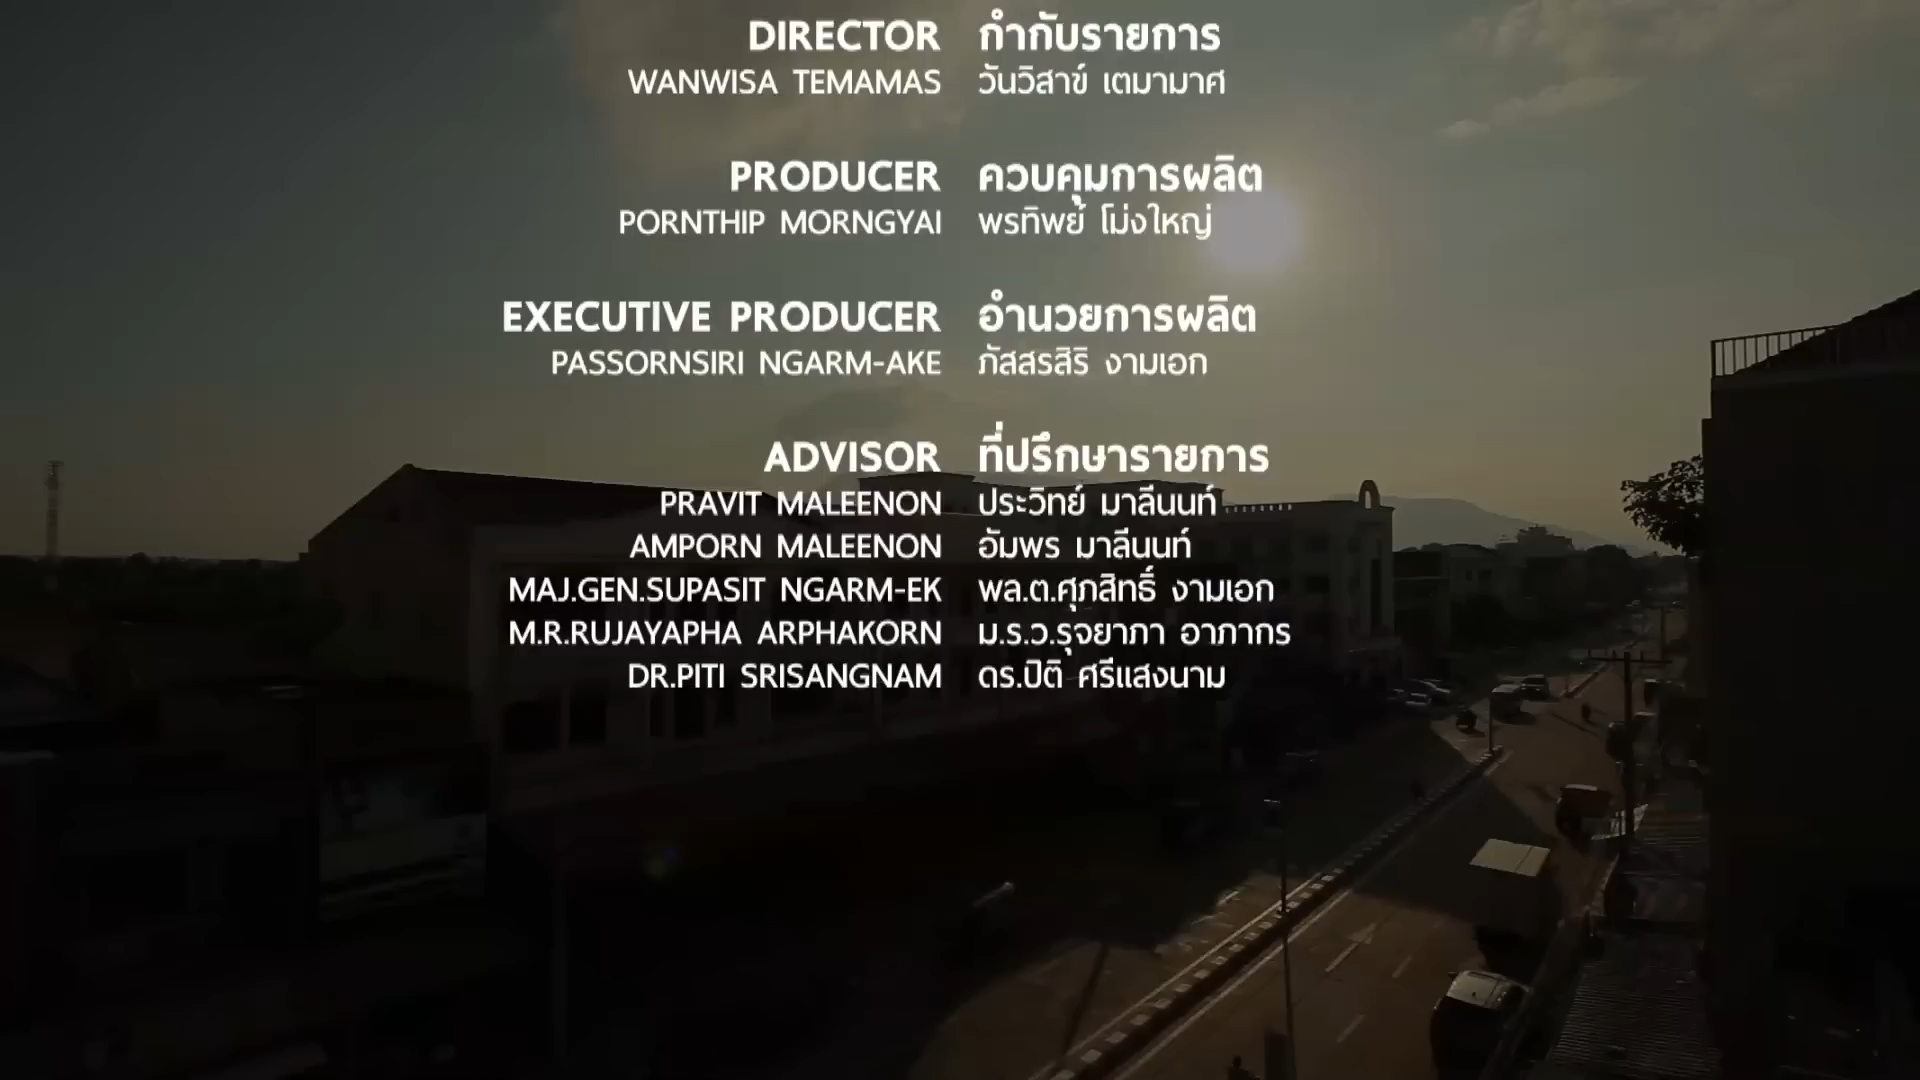 DIRECTOR กำกับรายการ
WANWISA TEMAMAS วันวิสาข์ เตมามาศ
PRODUCER ควบคุมการผลิต
PORNTHIP MORNGYAI พรทิพย์ โม่งใหญ่
EXECUTIVE PRODUCER อำนวยการผลิต
PASSORNSIRI NGARM-AKE ภัสสรสิริ งามเอก
ADVISOR ที่ปรึกษารายการ
PRAVIT MALEENON ประวิทย์ มาลีนนท์
AMPORN MALEENON อัมพร มาลีนนท์
MAJ.GEN.SUPASIT NGARM-EK พล.ต.ศุภสิทธิ์ งามเอก
M.R.RUJAYAPHA ARPHAKORN ม.ร.ว.รุจยาภา อาภากร
DR.PITI SRISANGNAM ดร.ปิติ ศรีแสงนาม